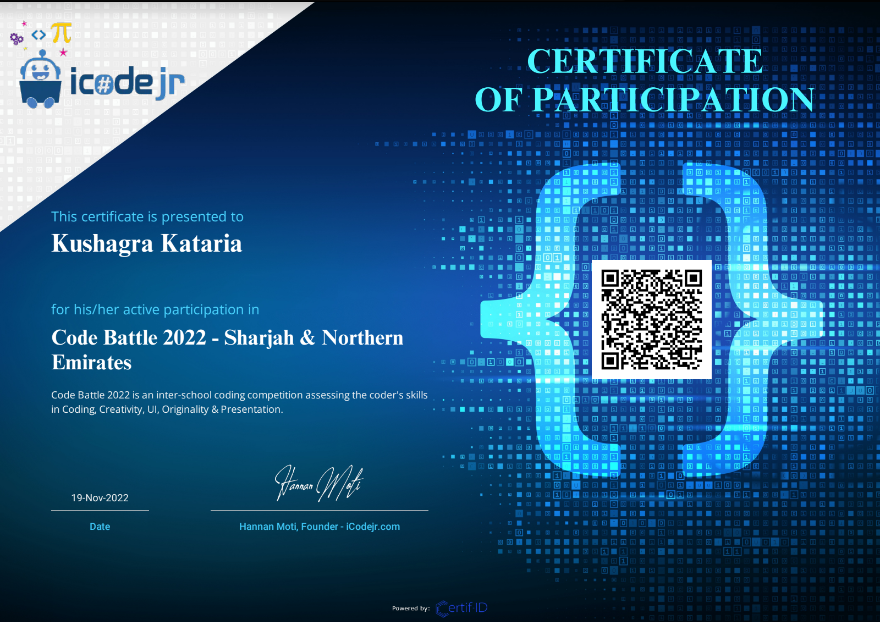 icodejr
CERTIFICATE
OF PARTICIPATION
This certificate is presented to
Kushagra Kataria
for his/her active participation in
Code Battle 2022 - Sharjah & Northern
Emirates
Code Battle 2022 is an inter-school coding competition assessing the coder's skills
in Coding, Creativity, UI, Originality & Presentation.
Hannan Moti
19-Nov-2022
Date
Hannan Moti, Founder - iCodejr.com
Powered by: Certif ID